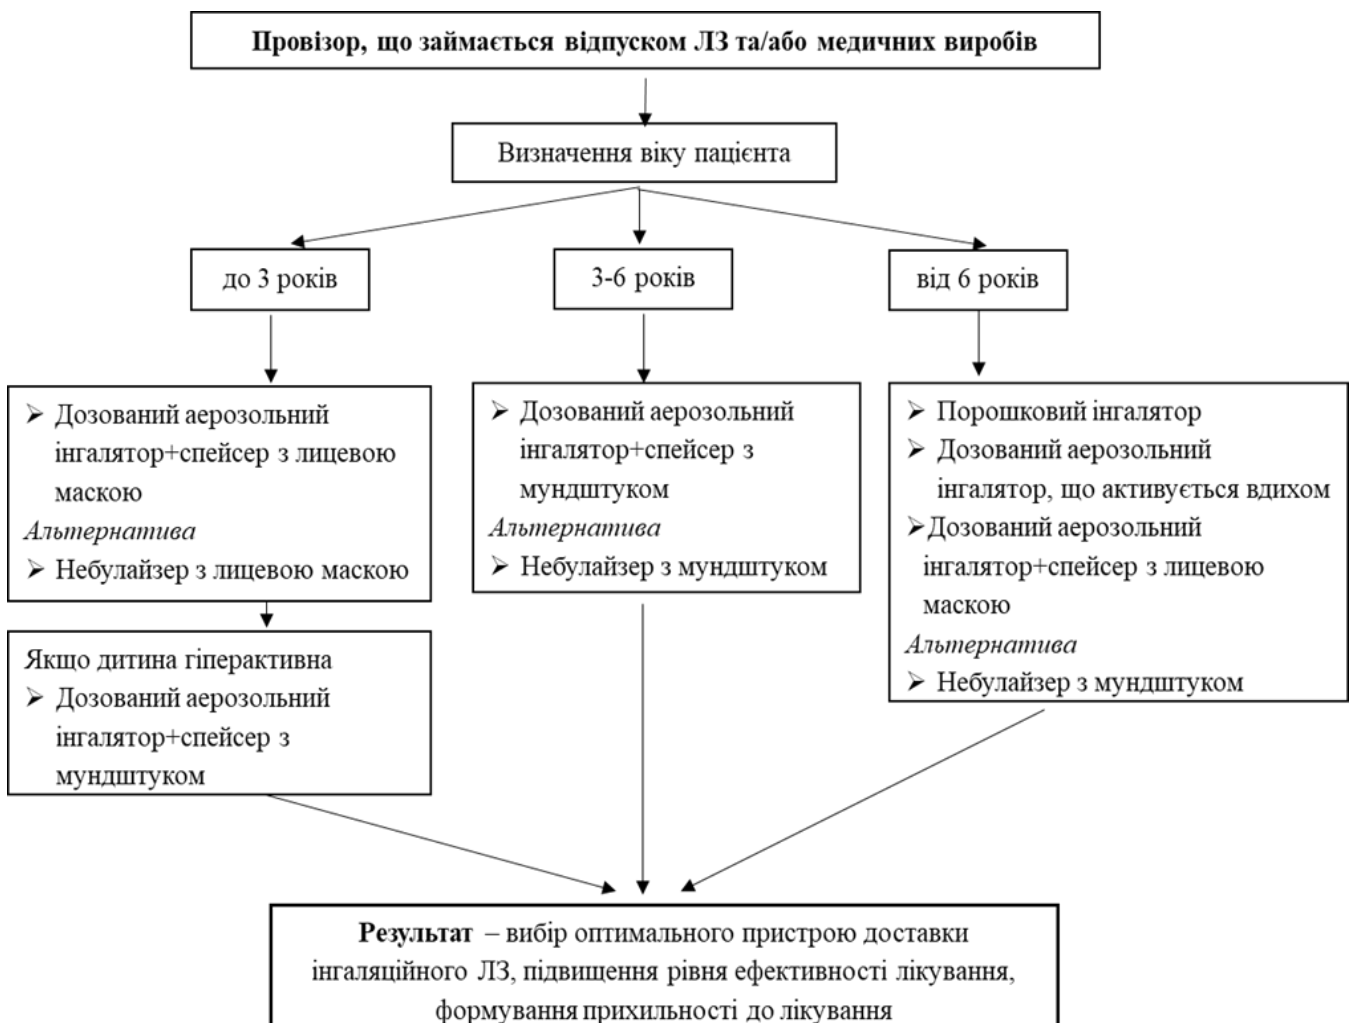 Провізор, що займається відпуском ЛЗ та/або медичних виробів
Визначення віку пацієнта
до 3 років
3-6 років
від 6 років
➢ Дозований аерозольний
інгалятор+спейсер з лицевою
маскою
Альтернатива
➢ Небулайзер з лицевою маскою
Якщо дитина гіперактивна
➢ Дозований аерозольний
інгалятор+спейсер з
мундштуком
➢ Дозований аерозольний
інгалятор+спейсер з
мундштуком
Альтернатива
➢ Небулайзер з мундштуком
➢ Порошковий інгалятор
➢ Дозований аерозольний
інгалятор, що активується вдихом
➢Дозований аерозольний
інгалятор+спейсер з лицевою
маскою
Альтернатива
➢ Небулайзер з мундштуком
Результат – вибір оптимального пристрою доставки
інгаляційного ЛЗ, підвищення рівня ефективності лікування,
формування прихильності до лікування